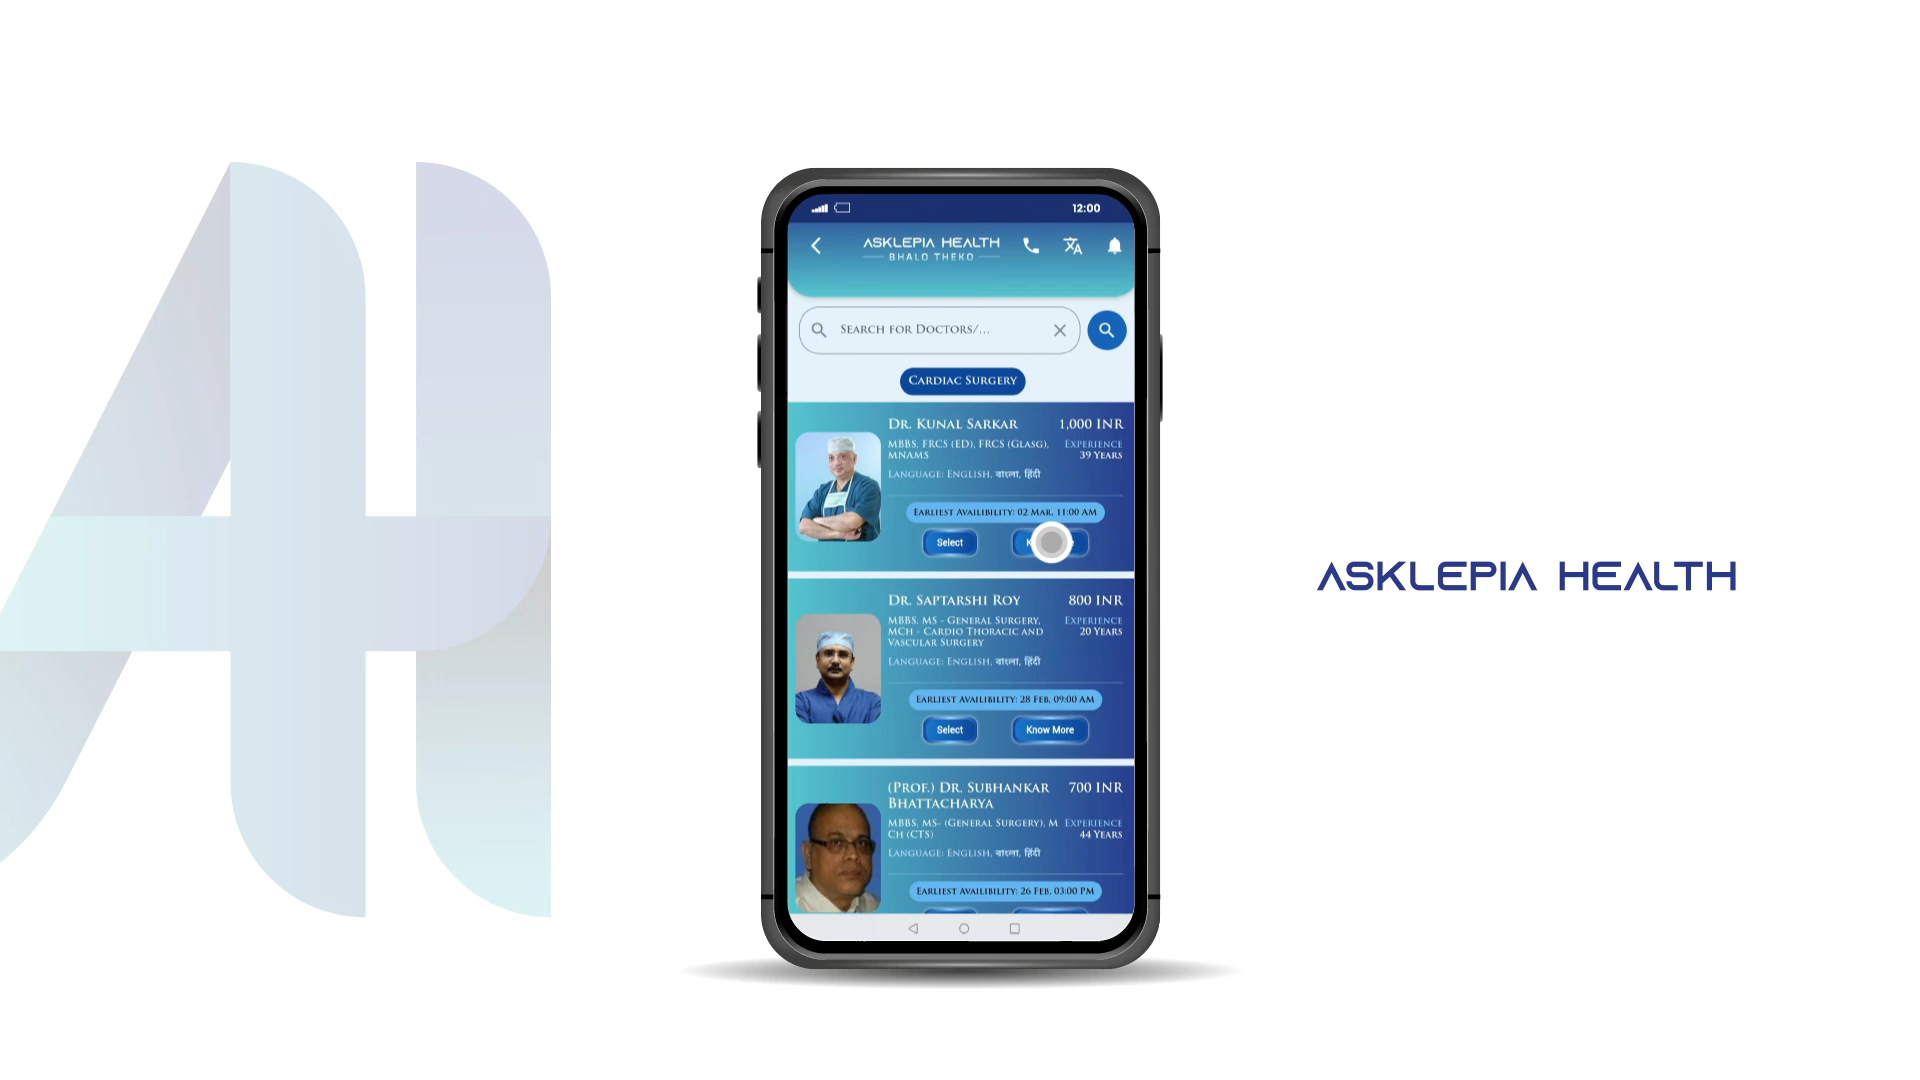 12:00
ASKLEPIA HEALTH
BHALO THEKO
Search for Doctors/...
Cardiac Surgery
Dr. Kunal Sarkar 1,000 INR
MBBS, FRCS (ED), FRCS (Glasg), Experience
MNAMS 39 Years
Language: English, বাংলা, हिंदी
Earliest Availibility: 02 Mar, 11:00 AM
Select
Dr. Saptarshi Roy 800 INR
MBBS, MS - General Surgery, Experience
MCH - Cardio Thoracic and 20 Years
Vascular Surgery
Language: English, বাংলা, हिंदी
Earliest Availibility: 28 Feb, 09:00 AM
Select Know More
(Prof.) Dr. Subhankar 700 INR
Bhattacharya
MBBS, MS- (General Surgery), M Experience
Ch (CTS) 44 Years
Language: English, বাংলা, हिंदी
Earliest Availibility: 26 Feb, 03:00 PM
ASKLEPIA HEALTH